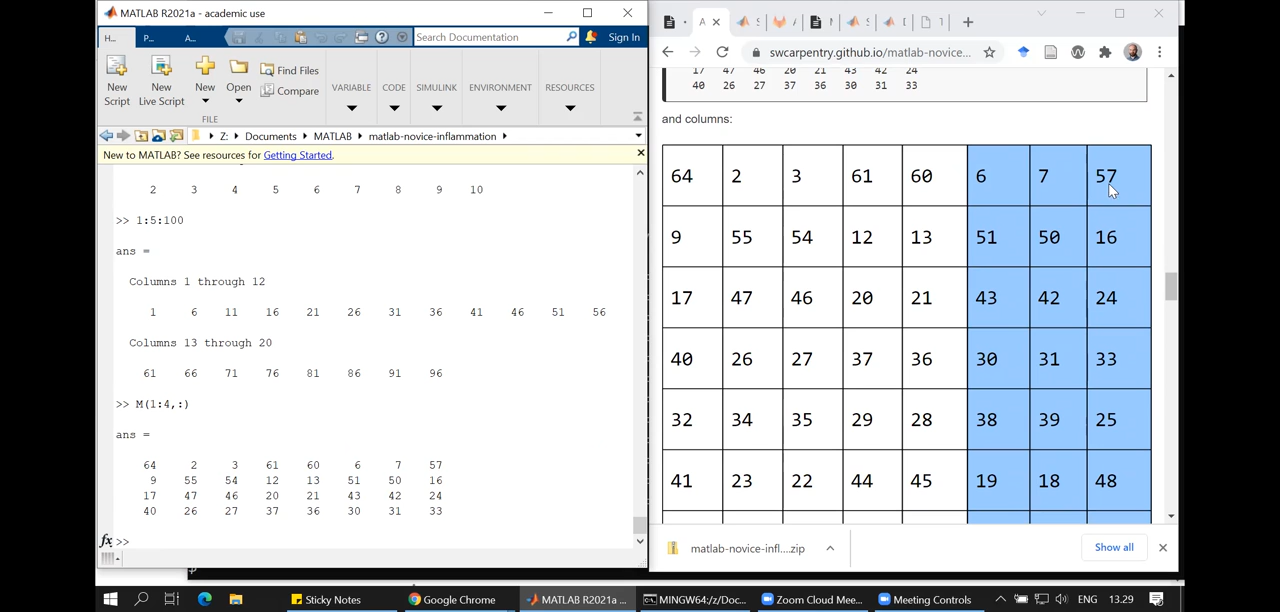 MATLAB R2021a - academic use
H... P... A...
Search Documentation
Sign In
New Script
New Live Script
New
Open
Find Files
Compare
VARIABLE CODE SIMULINK ENVIRONMENT RESOURCES
FILE
Z: Documents MATLAB matlab-novice-inflammation
New to MATLAB? See resources for Getting Started.
2 3 4 5 6 7 8 9 10
>> 1:5:100
ans =
Columns 1 through 12
1 6 11 16 21 26 31 36 41 46 51 56
Columns 13 through 20
61 66 71 76 81 86 91 96
>> M(1:4,:)
ans =
64 2 3 61 60 6 7 57
9 55 54 12 13 51 50 16
17 47 46 20 21 43 42 24
40 26 27 37 36 30 31 33
fx >>
swcarpentry.github.io/matlab-novice...
17 47 46 20 21 43 42 24
40 26 27 37 36 30 31 33
and columns:
64 2 3 61 60 6 7 57
9 55 54 12 13 51 50 16
17 47 46 20 21 43 42 24
40 26 27 37 36 30 31 33
32 34 35 29 28 38 39 25
41 23 22 44 45 19 18 48
matlab-novice-infl....zip
Show all
Sticky Notes
Google Chrome
MATLAB R2021a ...
MINGW64:/z/Doc...
Zoom Cloud Mee...
Meeting Controls
ENG
13.29